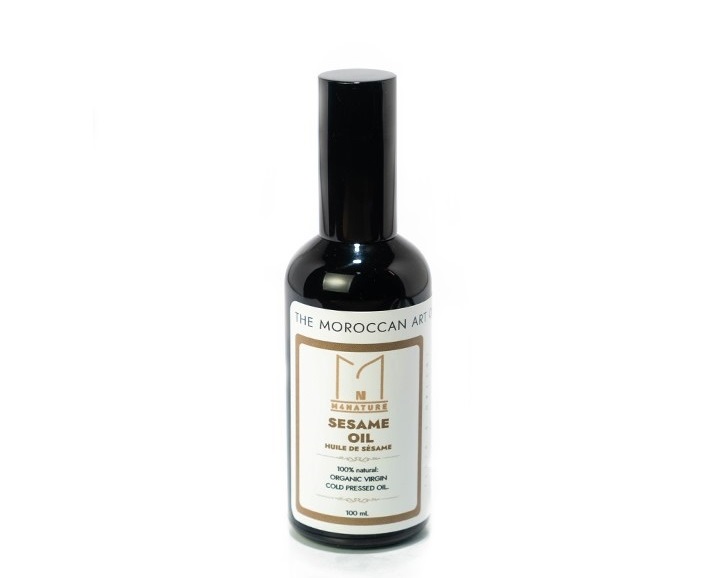 THE MOROCCAN ART
N
M4NATURE
SESAME
OIL
HUILE DE SÉSAME
100% natural:
ORGANIC VIRGIN
COLD PRESSED OIL.
100 mL